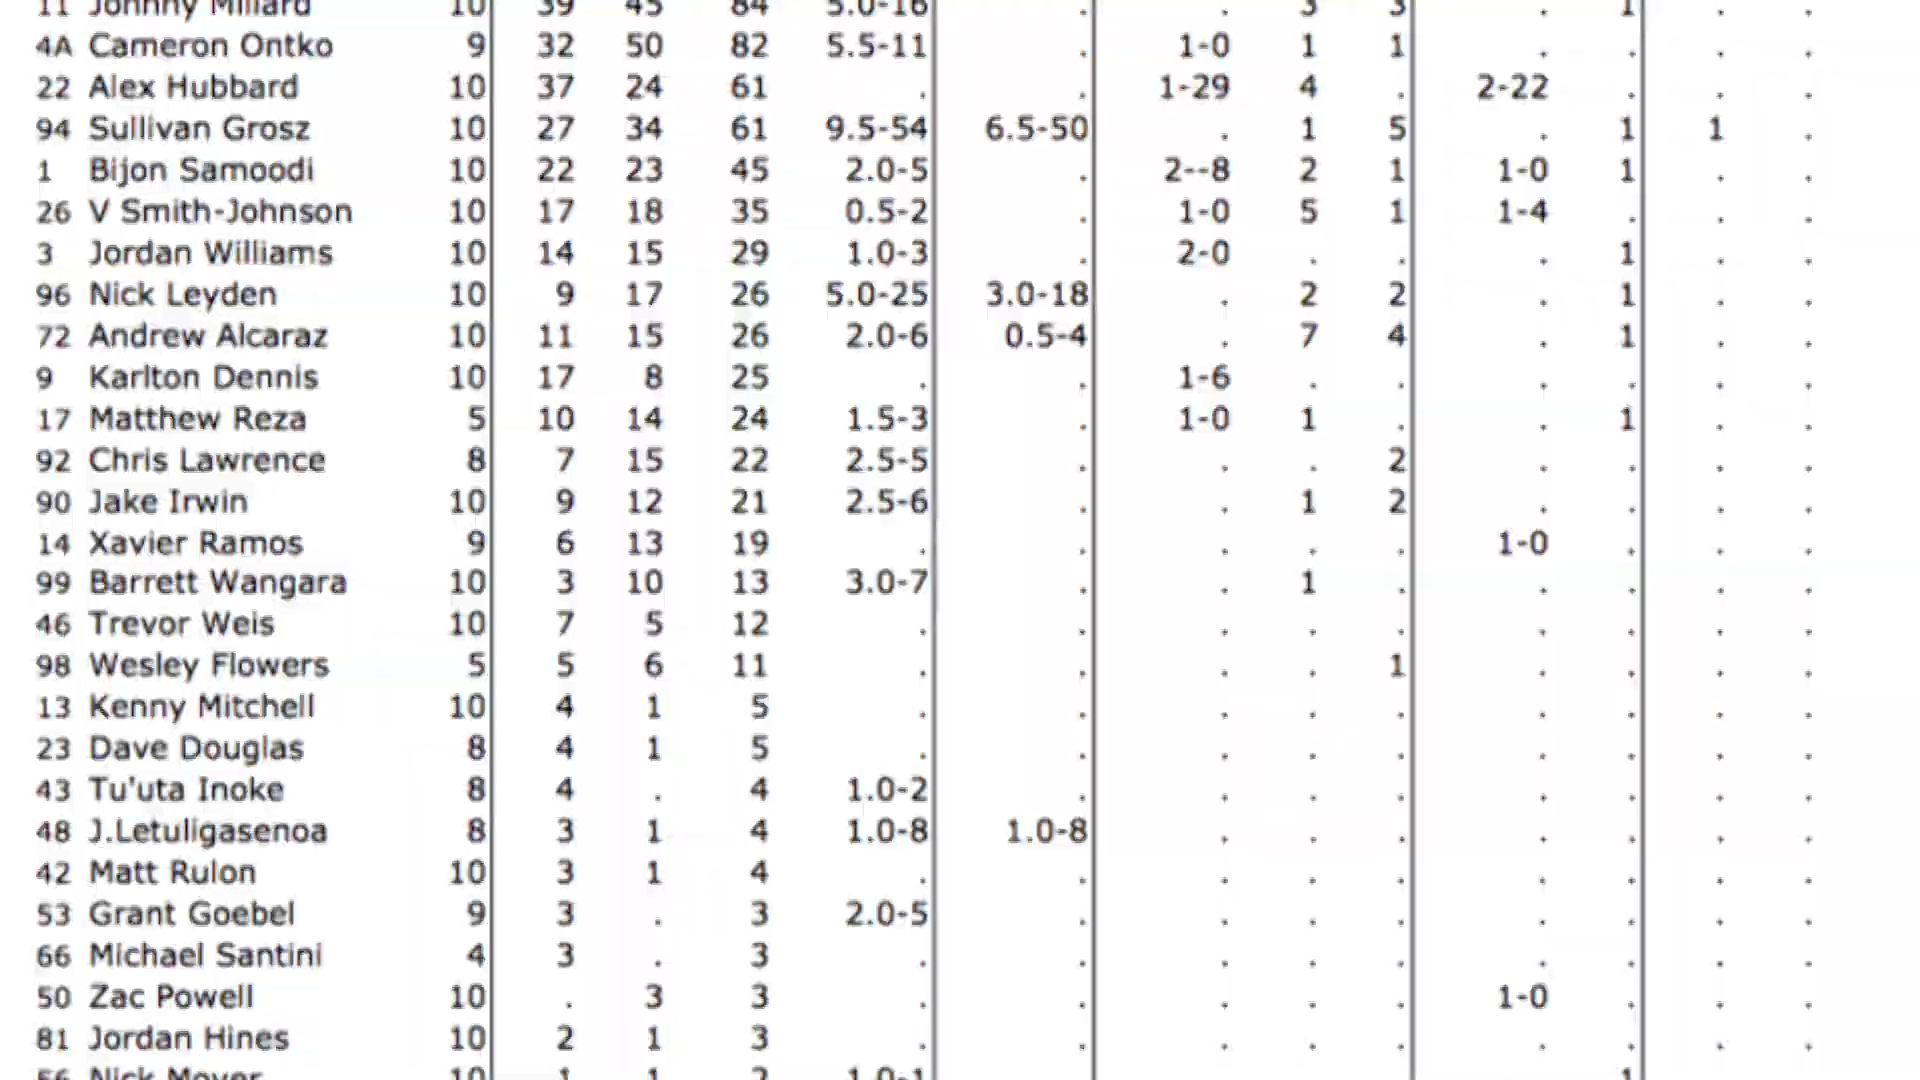 11 Johnny Millard 10 39 45 84 5.0-16 . . 3 3 . 1 . .
4A Cameron Ontko 9 32 50 82 5.5-11 . 1-0 1 1 . . . .
22 Alex Hubbard 10 37 24 61 . . 1-29 4 . 2-22 . . .
94 Sullivan Grosz 10 27 34 61 9.5-54 6.5-50 . 1 5 . 1 1 .
1 Bijon Samoodi 10 22 23 45 2.0-5 . 2--8 2 1 1-0 1 . .
26 V Smith-Johnson 10 17 18 35 0.5-2 . 1-0 5 1 1-4 . . .
3 Jordan Williams 10 14 15 29 1.0-3 . 2-0 . . . 1 . .
96 Nick Leyden 10 9 17 26 5.0-25 3.0-18 . 2 2 . 1 . .
72 Andrew Alcaraz 10 11 15 26 2.0-6 0.5-4 . 7 4 . 1 . .
9 Karlton Dennis 10 17 8 25 . . 1-6 . . . . . .
17 Matthew Reza 5 10 14 24 1.5-3 . 1-0 1 . . 1 . .
92 Chris Lawrence 8 7 15 22 2.5-5 . . . 2 . . . .
90 Jake Irwin 10 9 12 21 2.5-6 . . 1 2 . . . .
14 Xavier Ramos 9 6 13 19 . . . . . 1-0 . . .
99 Barrett Wangara 10 3 10 13 3.0-7 . . 1 . . . . .
46 Trevor Weis 10 7 5 12 . . . . . . . . .
98 Wesley Flowers 5 5 6 11 . . . . 1 . . . .
13 Kenny Mitchell 10 4 1 5 . . . . . . . . .
23 Dave Douglas 8 4 1 5 . . . . . . . . .
43 Tu'uta Inoke 8 4 . 4 1.0-2 . . . . . . . .
48 J.Letuligasenoa 8 3 1 4 1.0-8 1.0-8 . . . . . . .
42 Matt Rulon 10 3 1 4 . . . . . . . . .
53 Grant Goebel 9 3 . 3 2.0-5 . . . . . . . .
66 Michael Santini 4 3 . 3 . . . . . . . . .
50 Zac Powell 10 . 3 3 . . . . . 1-0 . . .
81 Jordan Hines 10 2 1 3 . . . . . . . . .
56 Nick Moyer 10 1 1 2 1.0-1 1